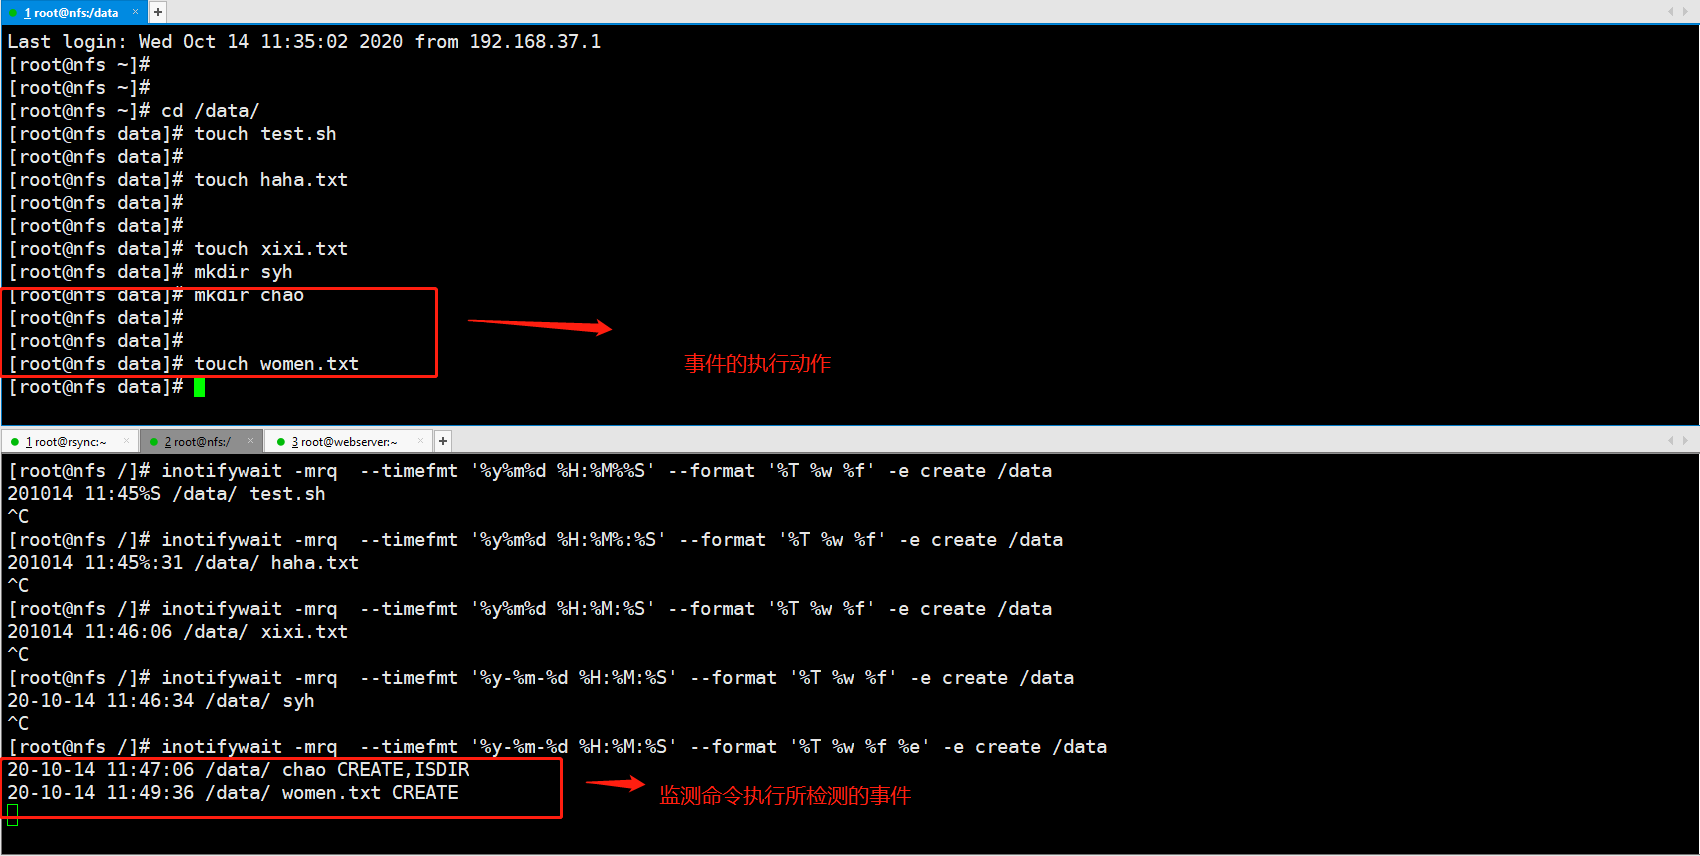 1 root@nfs:/data × +
Last login: Wed Oct 14 11:35:02 2020 from 192.168.37.1
[root@nfs ~]#
[root@nfs ~]#
[root@nfs ~]# cd /data/
[root@nfs data]# touch test.sh
[root@nfs data]#
[root@nfs data]# touch haha.txt
[root@nfs data]#
[root@nfs data]#
[root@nfs data]# touch xixi.txt
[root@nfs data]# mkdir syh
[root@nfs data]# mkdir chao
[root@nfs data]#
[root@nfs data]#
[root@nfs data]# touch women.txt
事件的执行动作
[root@nfs data]#
1 root@rsync:~ × 2 root@nfs:/ × 3 root@webserver:~ × +
[root@nfs /]# inotifywait -mrq  --timefmt '%y%m%d %H:%M%%S' --format '%T %w %f' -e create /data
201014 11:45%S /data/ test.sh
^C
[root@nfs /]# inotifywait -mrq  --timefmt '%y%m%d %H:%M%:%S' --format '%T %w %f' -e create /data
201014 11:45%:31 /data/ haha.txt
^C
[root@nfs /]# inotifywait -mrq  --timefmt '%y%m%d %H:%M:%S' --format '%T %w %f' -e create /data
201014 11:46:06 /data/ xixi.txt
^C
[root@nfs /]# inotifywait -mrq  --timefmt '%y-%m-%d %H:%M:%S' --format '%T %w %f' -e create /data
20-10-14 11:46:34 /data/ syh
^C
[root@nfs /]# inotifywait -mrq  --timefmt '%y-%m-%d %H:%M:%S' --format '%T %w %f %e' -e create /data
20-10-14 11:47:06 /data/ chao CREATE,ISDIR
20-10-14 11:49:36 /data/ women.txt CREATE
监测命令执行所检测的事件